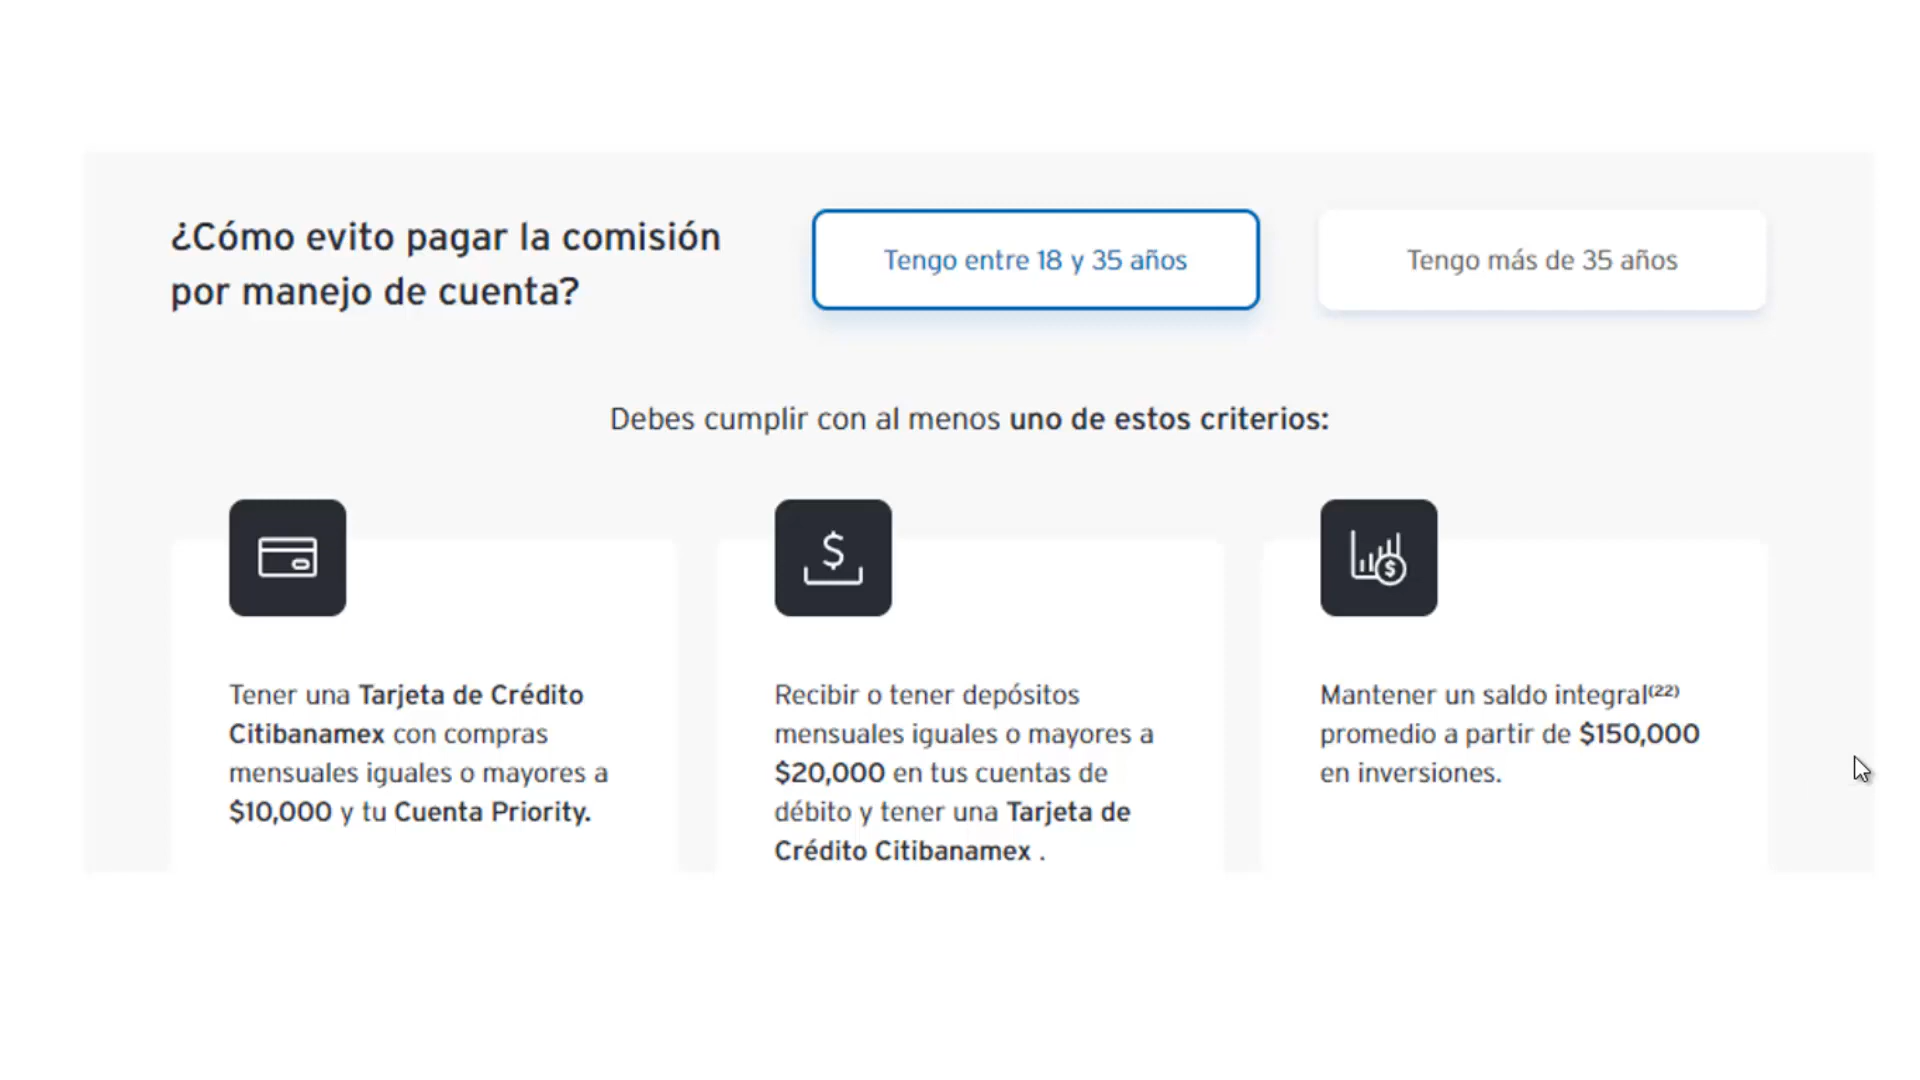 ¿Cómo evito pagar la comisión
por manejo de cuenta?
Tengo entre 18 y 35 años
Tengo más de 35 años
Debes cumplir con al menos uno de estos criterios:
Tener una Tarjeta de Crédito
Citibanamex con compras
mensuales iguales o mayores a
$10,000 y tu Cuenta Priority.
Recibir o tener depósitos
mensuales iguales o mayores a
$20,000 en tus cuentas de
débito y tener una Tarjeta de
Crédito Citibanamex .
Mantener un saldo integral⁽²²⁾
promedio a partir de $150,000
en inversiones.